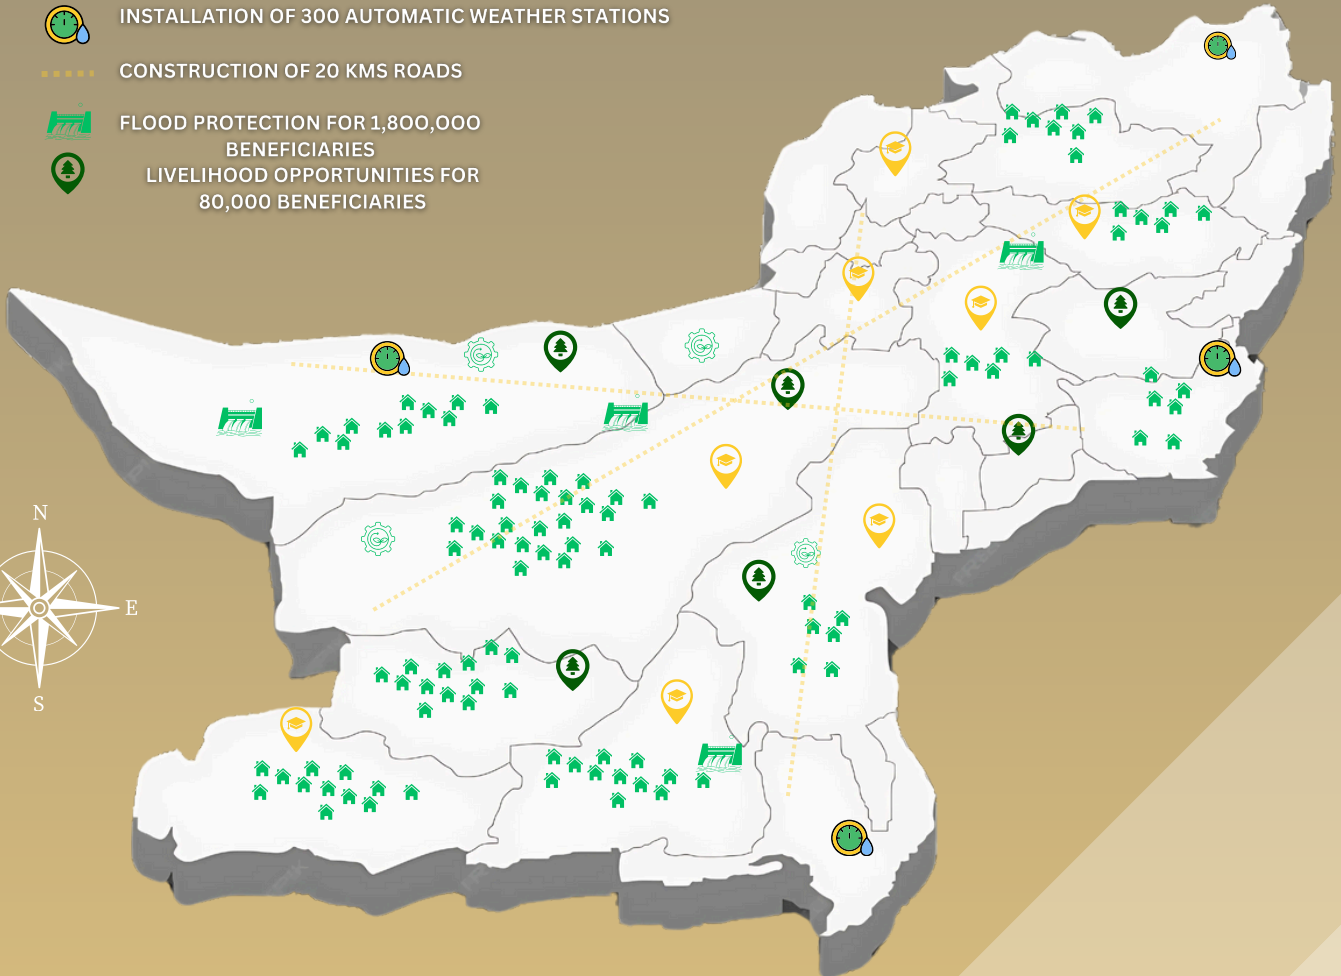 INSTALLATION OF 300 AUTOMATIC WEATHER STATIONS
CONSTRUCTION OF 20 KMS ROADS
FLOOD PROTECTION FOR 1,800,000
BENEFICIARIES
LIVELIHOOD OPPORTUNITIES FOR
80,000 BENEFICIARIES
N
E
S